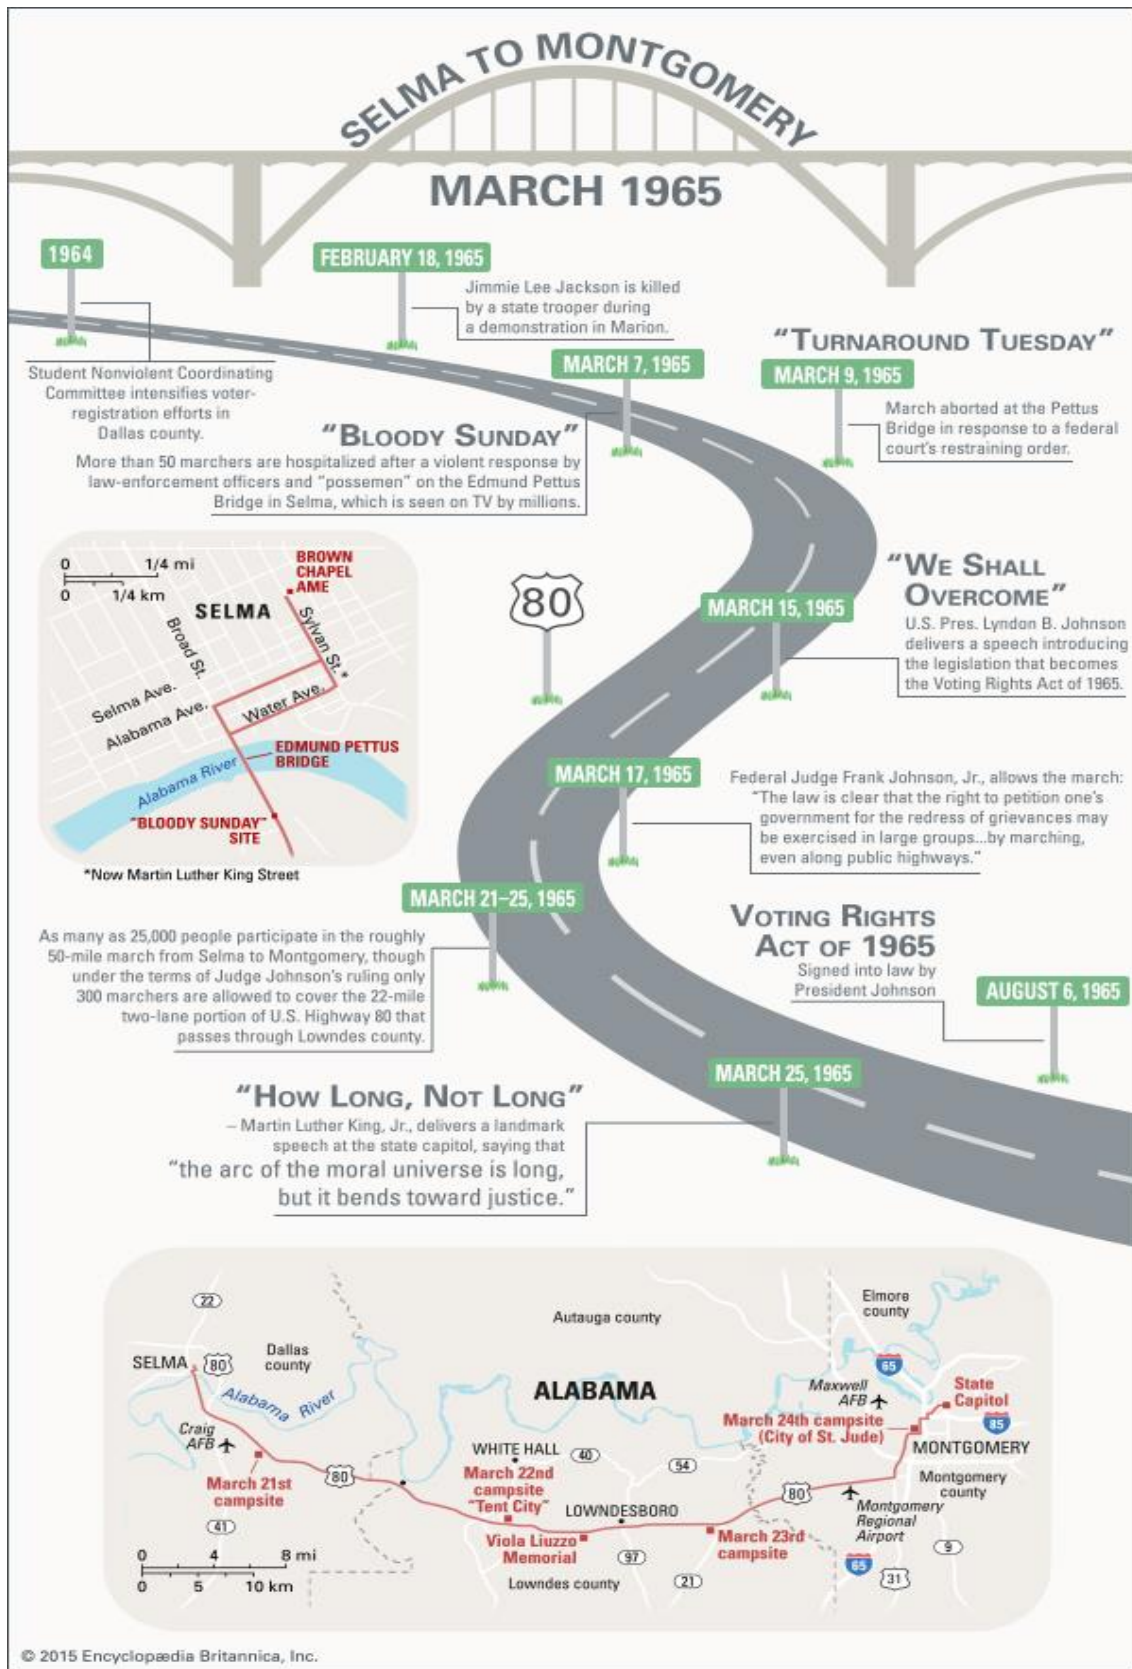 SELMA TO MONTGOMERY
MARCH 1965
1964
Student Nonviolent Coordinating
Committee intensifies voter-
registration efforts in
Dallas county.
FEBRUARY 18, 1965
Jimmie Lee Jackson is killed
by a state trooper during
a demonstration in Marion.
MARCH 7, 1965
"BLOODY SUNDAY"
More than 50 marchers are hospitalized after a violent response by
law-enforcement officers and "possemen" on the Edmund Pettus
Bridge in Selma, which is seen on TV by millions.
"TURNAROUND TUESDAY"
MARCH 9, 1965
March aborted at the Pettus
Bridge in response to a federal
court's restraining order.
0 1/4 mi
0 1/4 km
SELMA
BROWN
CHAPEL
AME
Broad St.
Sylvan St.*
Selma Ave.
Alabama Ave.
Water Ave.
EDMUND PETTUS
BRIDGE
Alabama River
"BLOODY SUNDAY"
SITE
*Now Martin Luther King Street
80
"WE SHALL
OVERCOME"
MARCH 15, 1965
U.S. Pres. Lyndon B. Johnson
delivers a speech introducing
the legislation that becomes
the Voting Rights Act of 1965.
MARCH 17, 1965
Federal Judge Frank Johnson, Jr., allows the march:
"The law is clear that the right to petition one's
government for the redress of grievances may
be exercised in large groups...by marching,
even along public highways."
MARCH 21–25, 1965
As many as 25,000 people participate in the roughly
50-mile march from Selma to Montgomery, though
under the terms of Judge Johnson's ruling only
300 marchers are allowed to cover the 22-mile
two-lane portion of U.S. Highway 80 that
passes through Lowndes county.
VOTING RIGHTS
ACT OF 1965
Signed into law by
President Johnson
AUGUST 6, 1965
MARCH 25, 1965
"HOW LONG, NOT LONG"
– Martin Luther King, Jr., delivers a landmark
speech at the state capitol, saying that
"the arc of the moral universe is long,
but it bends toward justice."
22
SELMA
80
Dallas
county
Alabama River
Craig
AFB
March 21st
campsite
41
80
0 4 8 mi
0 5 10 km
Autauga county
ALABAMA
WHITE HALL
40
54
March 22nd
campsite
"Tent City"
LOWNDESBORO
Viola Liuzzo
Memorial
97
Lowndes county
21
March 23rd
campsite
80
Elmore
county
65
Maxwell
AFB
State
Capitol
85
March 24th campsite
(City of St. Jude)
MONTGOMERY
Montgomery
county
Montgomery
Regional
Airport
9
65
31
© 2015 Encyclopædia Britannica, Inc.